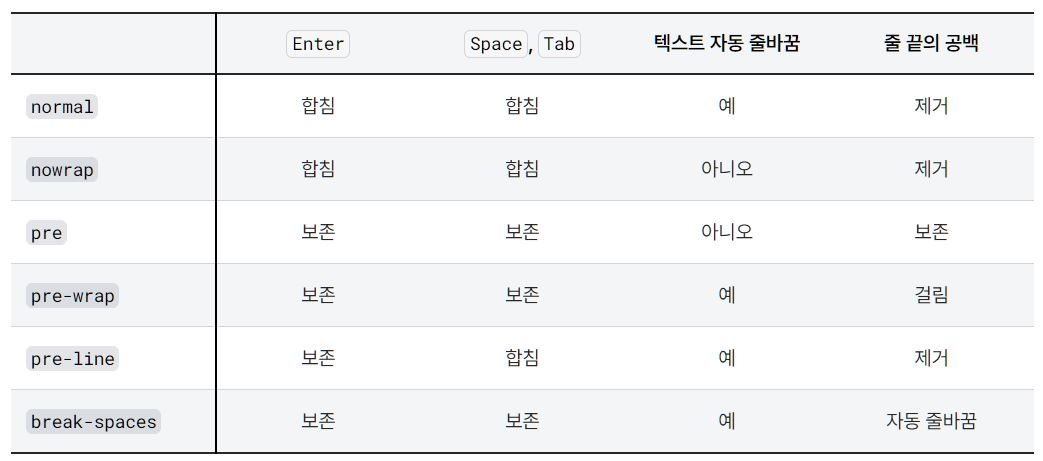 Enter Space, Tab 텍스트 자동 줄바꿈 줄 끝의 공백
normal 합침 합침 예 제거
nowrap 합침 합침 아니오 제거
pre 보존 보존 아니오 보존
pre-wrap 보존 보존 예 걸림
pre-line 보존 합침 예 제거
break-spaces 보존 보존 예 자동 줄바꿈